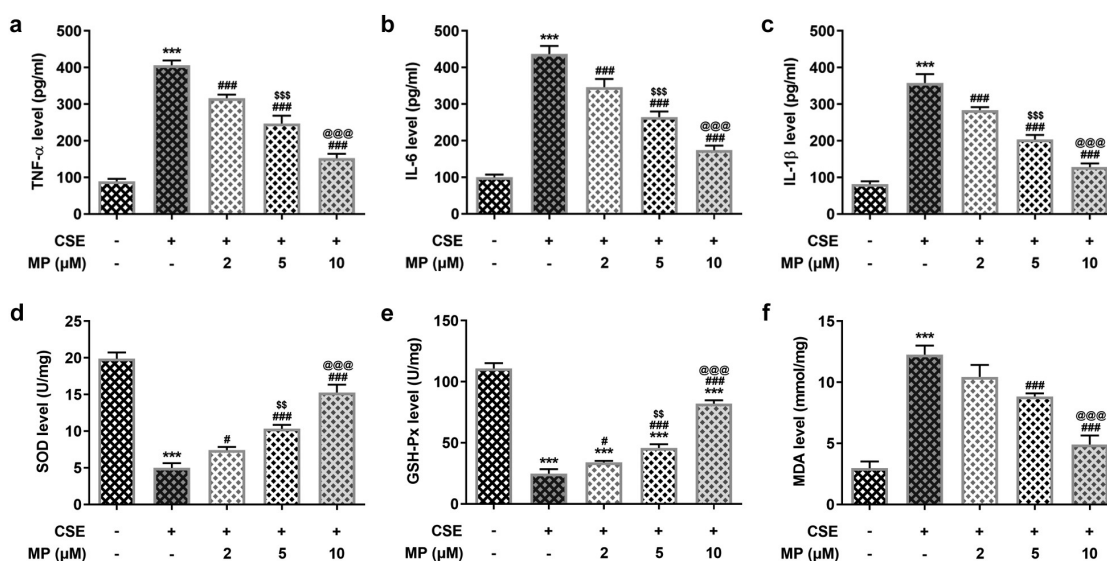 a
TNF-α level (pg/ml)
500
400
300
200
100
0
***
###
$$$
###
@@@
###
CSE - + + + +
MP (μM) - - 2 5 10
b
IL-6 level (pg/ml)
500
400
300
200
100
0
***
###
$$$
###
@@@
###
CSE - + + + +
MP (μM) - - 2 5 10
c
IL-1β level (pg/ml)
500
400
300
200
100
0
***
###
$$$
###
@@@
###
CSE - + + + +
MP (μM) - - 2 5 10
d
SOD level (U/mg)
25
20
15
10
5
0
***
#
$$
###
@@@
###
CSE - + + + +
MP (μM) - - 2 5 10
e
GSH-Px level (U/mg)
150
100
50
0
***
#
***
$$
###
***
@@@
###
***
CSE - + + + +
MP (μM) - - 2 5 10
f
MDA level (mmol/mg)
15
10
5
0
***
###
@@@
###
CSE - + + + +
MP (μM) - - 2 5 10